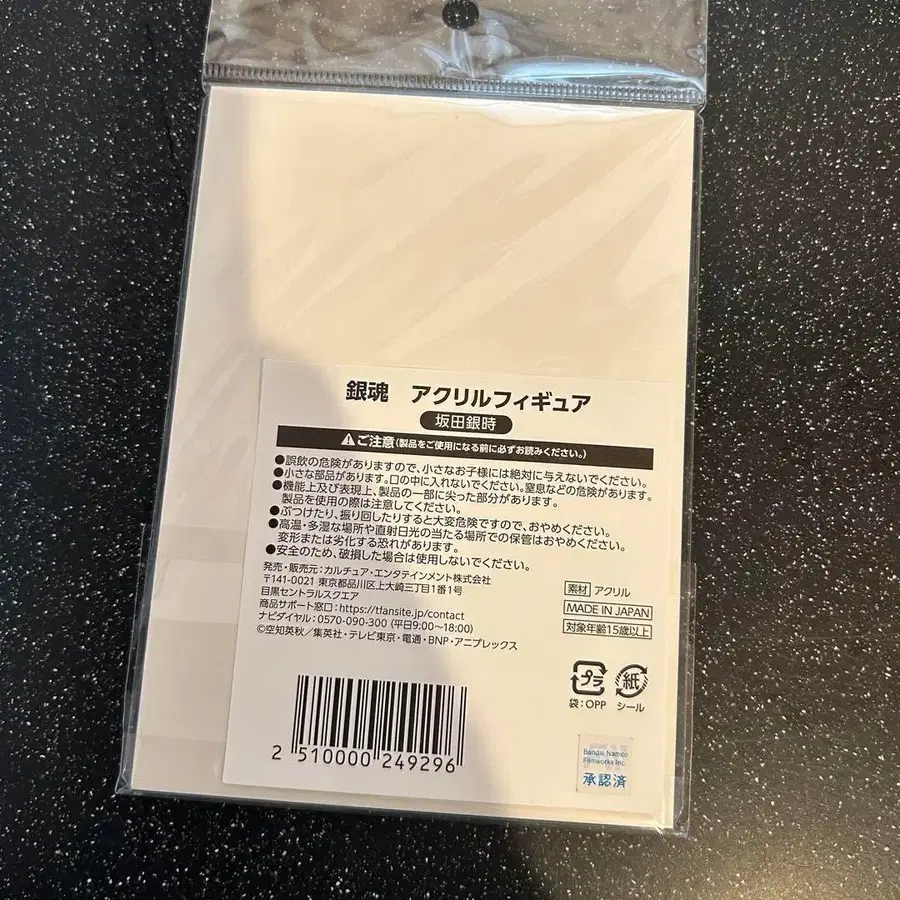 銀魂 アクリルフィギュア
坂田銀時
⚠ご注意(製品をご使用になる前に必ずお読みください。)
●誤飲の危険がありますので、小さなお子様には絶対に与えないでください。
●小さな部品があります。口の中に入れないでください。窒息などの危険があります。
●機能上及び表現上、製品の一部に尖った部分があります。
製品を使用の際は注意してください。
●ぶつけたり、振り回したりすると大変危険ですので、おやめください。
●高温・多湿な場所や直射日光の当たる場所での保管はおやめください。
変形または劣化する恐れがあります。
●安全のため、破損した場合は使用しないでください。
発売・販売元:カルチュア・エンタテインメント株式会社
〒141-0021 東京都品川区上大崎三丁目1番1号
目黒セントラルスクエア
商品サポート窓口:https://tfansite.jp/contact
ナビダイヤル:0570-090-300 (平日9:00~18:00)
©空知英秋/集英社・テレビ東京・電通・BNP・アニプレックス
素材 アクリル
MADE IN JAPAN
対象年齢15歳以上
プラ 紙
袋:OPP シール
2 510000 249296
Bandai Namco
Filmworks Inc.
承認済